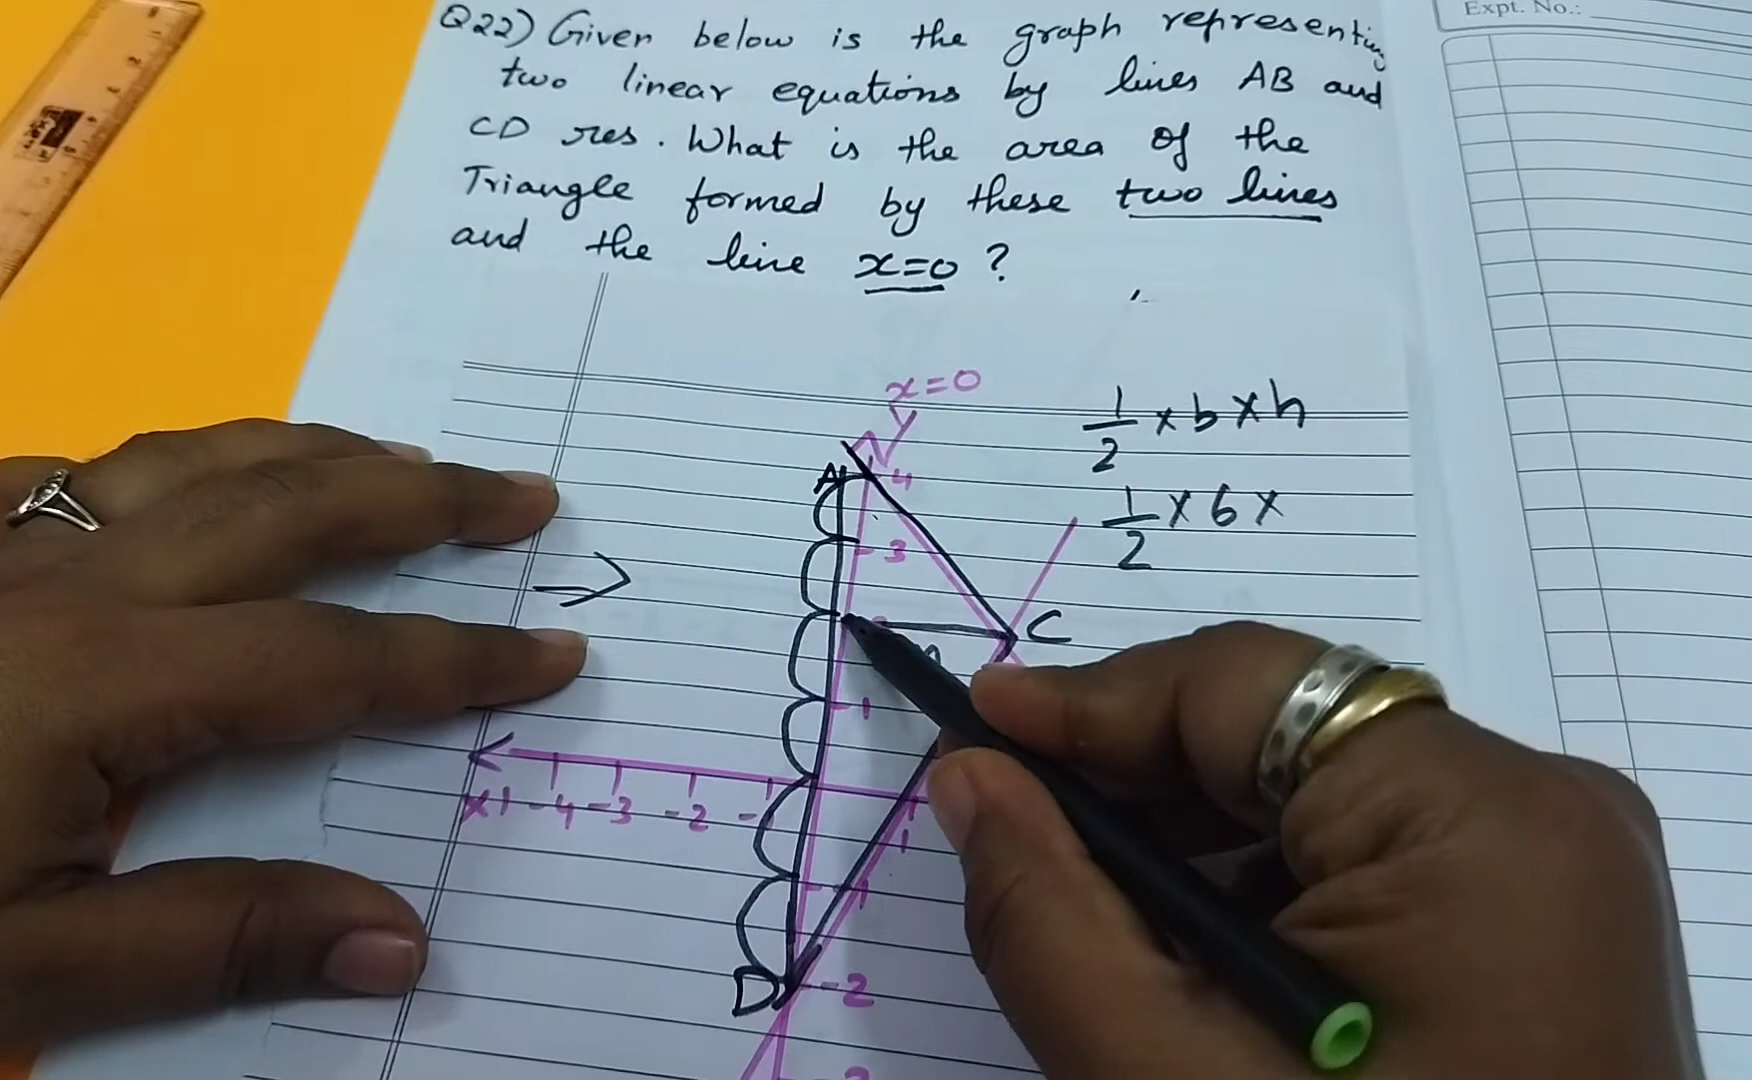 Q22) Given below is the graph representing
two linear equations by lines AB and
CD res. What is the area of the
Triangle formed by these two lines
and the line x=0 ?
Expt. No.:
x=0
Y
1/2 × b × h
A
4
1/2 × 6 ×
3
C
1
X' -4 -3 -2 -1
1
-1
D
-2